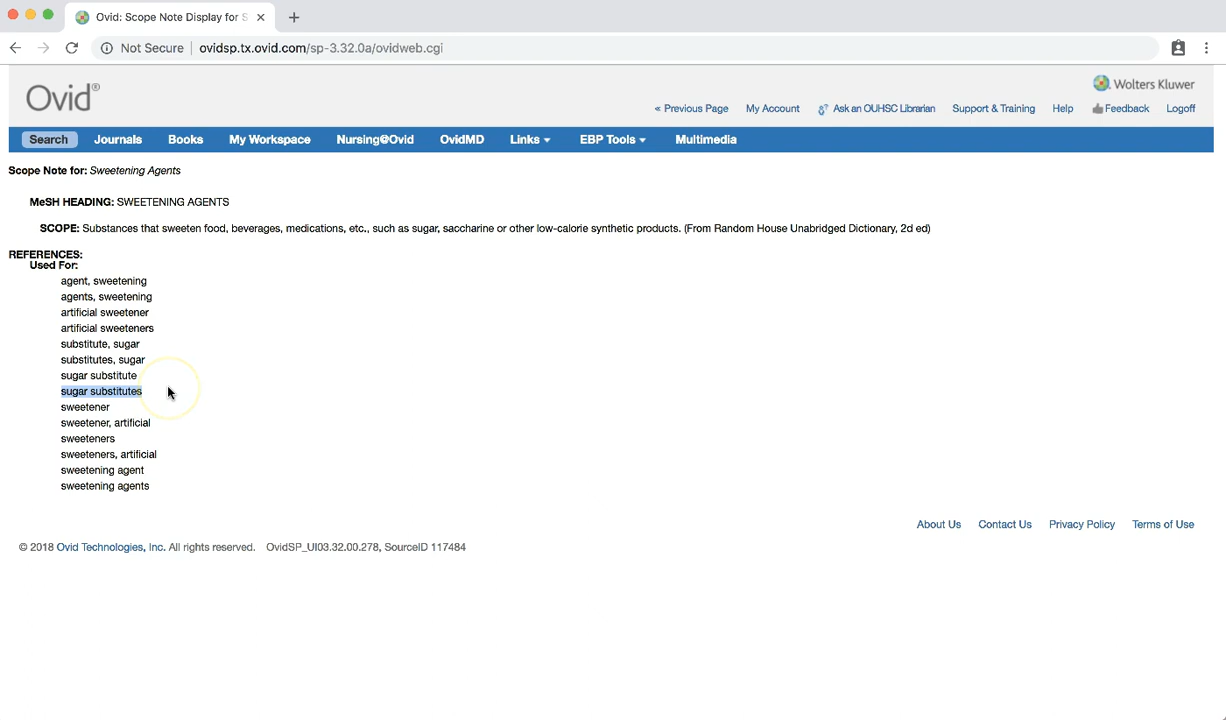 Ovid: Scope Note Display for S
Not Secure ovidsp.tx.ovid.com/sp-3.32.0a/ovidweb.cgi
Ovid®
Wolters Kluwer
« Previous Page My Account Ask an OUHSC Librarian Support & Training Help Feedback Logoff
Search Journals Books My Workspace Nursing@Ovid OvidMD Links EBP Tools Multimedia
Scope Note for: Sweetening Agents
MeSH HEADING: SWEETENING AGENTS
SCOPE: Substances that sweeten food, beverages, medications, etc., such as sugar, saccharine or other low-calorie synthetic products. (From Random House Unabridged Dictionary, 2d ed)
REFERENCES:
Used For:
agent, sweetening
agents, sweetening
artificial sweetener
artificial sweeteners
substitute, sugar
substitutes, sugar
sugar substitute
sugar substitutes
sweetener
sweetener, artificial
sweeteners
sweeteners, artificial
sweetening agent
sweetening agents
About Us Contact Us Privacy Policy Terms of Use
© 2018 Ovid Technologies, Inc. All rights reserved. OvidSP_UI03.32.00.278, SourceID 117484